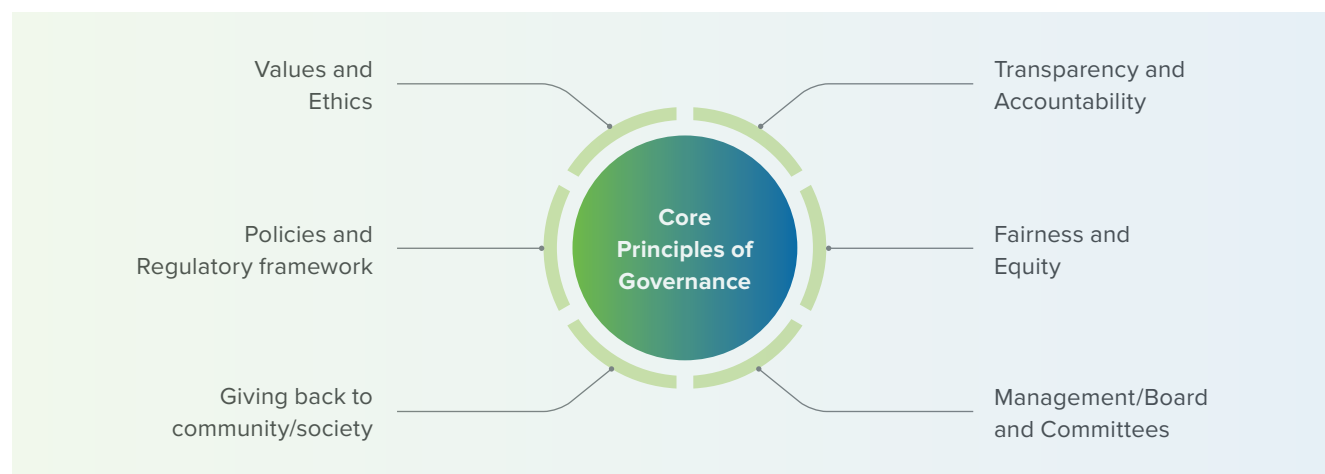 Values and
Ethics
Transparency and
Accountability
Policies and
Regulatory framework
Core
Principles of
Governance
Fairness and
Equity
Giving back to
community/society
Management/Board
and Committees